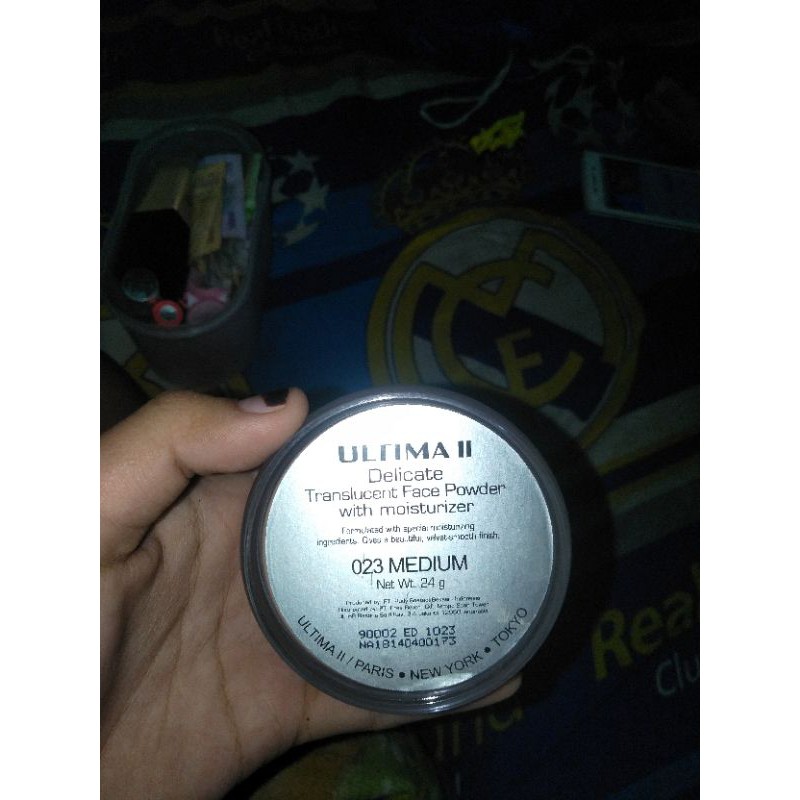 ULTIMA II
Delicate
Translucent Face Powder
with moisturizer
Formulated with special moisturizing
ingredients. Gives a beautiful, velvet-smooth finish.
023 MEDIUM
Net Wt. 24 g
90002 ED 1023
NA18140400173
ULTIMA II / PARIS • NEW YORK • TOKYO
Real
Clu